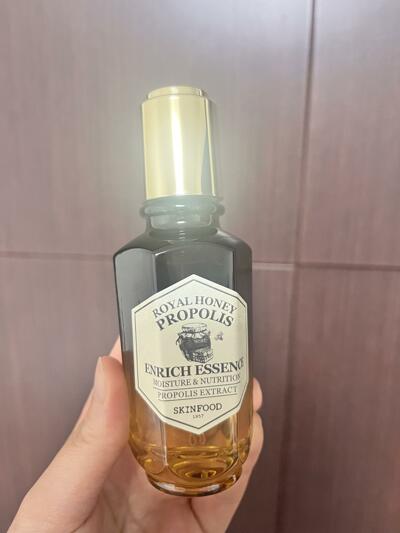 ROYAL HONEY
PROPOLIS
ENRICH ESSENCE
MOISTURE & NUTRITION
PROPOLIS EXTRACT
SKINFOOD
1957